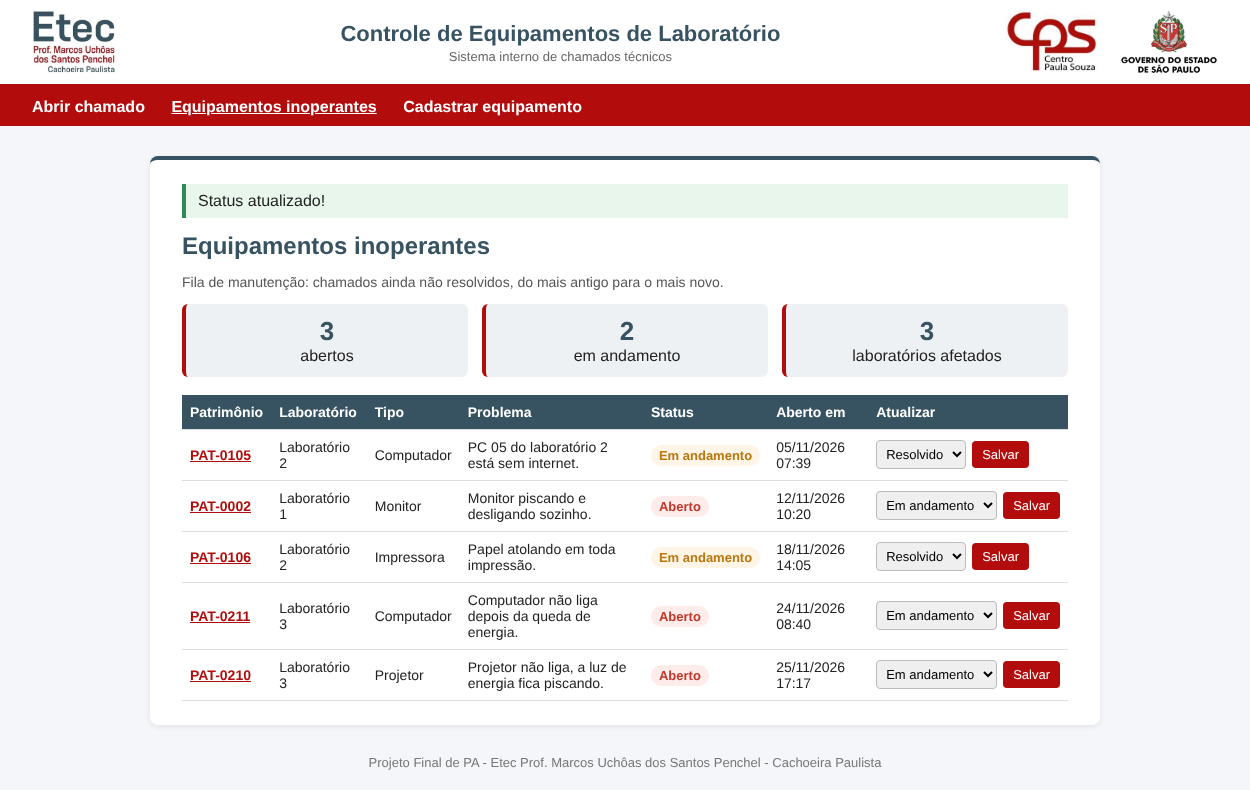 Etec
Prof. Marcos Uchôas
dos Santos Penchel
Cachoeira Paulista
Controle de Equipamentos de Laboratório
Sistema interno de chamados técnicos
CPS
Centro
Paula Souza
GOVERNO DO ESTADO
DE SÃO PAULO
Abrir chamado Equipamentos inoperantes Cadastrar equipamento
Status atualizado!
Equipamentos inoperantes
Fila de manutenção: chamados ainda não resolvidos, do mais antigo para o mais novo.
3
abertos
2
em andamento
3
laboratórios afetados
Patrimônio Laboratório Tipo Problema Status Aberto em Atualizar
PAT-0105 Laboratório 2 Computador PC 05 do laboratório 2 está sem internet. Em andamento 05/11/2026 07:39 Resolvido Salvar
PAT-0002 Laboratório 1 Monitor Monitor piscando e desligando sozinho. Aberto 12/11/2026 10:20 Em andamento Salvar
PAT-0106 Laboratório 2 Impressora Papel atolando em toda impressão. Em andamento 18/11/2026 14:05 Resolvido Salvar
PAT-0211 Laboratório 3 Computador Computador não liga depois da queda de energia. Aberto 24/11/2026 08:40 Em andamento Salvar
PAT-0210 Laboratório 3 Projetor Projetor não liga, a luz de energia fica piscando. Aberto 25/11/2026 17:17 Em andamento Salvar
Projeto Final de PA - Etec Prof. Marcos Uchôas dos Santos Penchel - Cachoeira Paulista